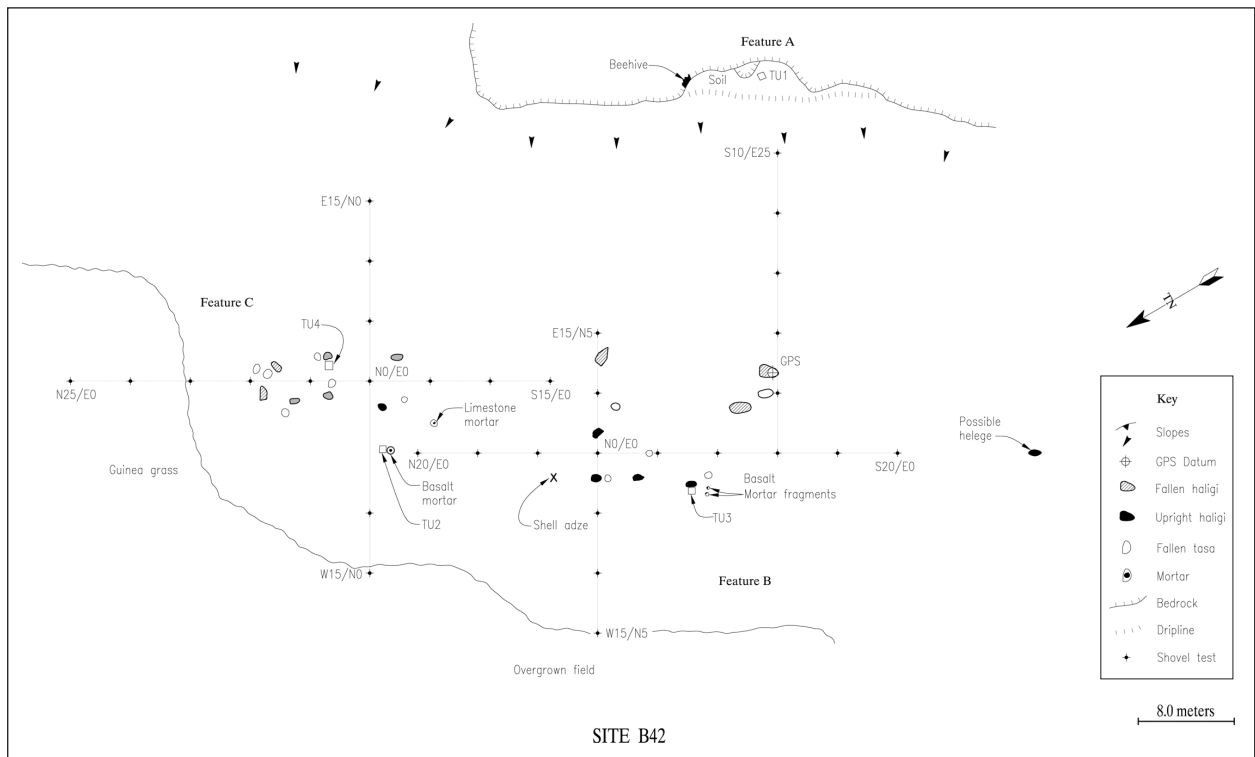 Feature A
Beehive
Soil
TU1
S10/E25
E15/N0
Feature C
TU4
E15/N5
N0/E0
GPS
TN
N25/E0
S15/E0
Limestone
mortar
N0/E0
Possible
helege
Guinea grass
N20/E0
S20/E0
Basalt
mortar
Basalt
Mortar fragments
TU2
Shell adze
TU3
W15/N0
Feature B
W15/N5
Overgrown field
Key
Slopes
GPS Datum
Fallen haligi
Upright haligi
Fallen tasa
Mortar
Bedrock
Dripline
Shovel test
8.0 meters
SITE B42